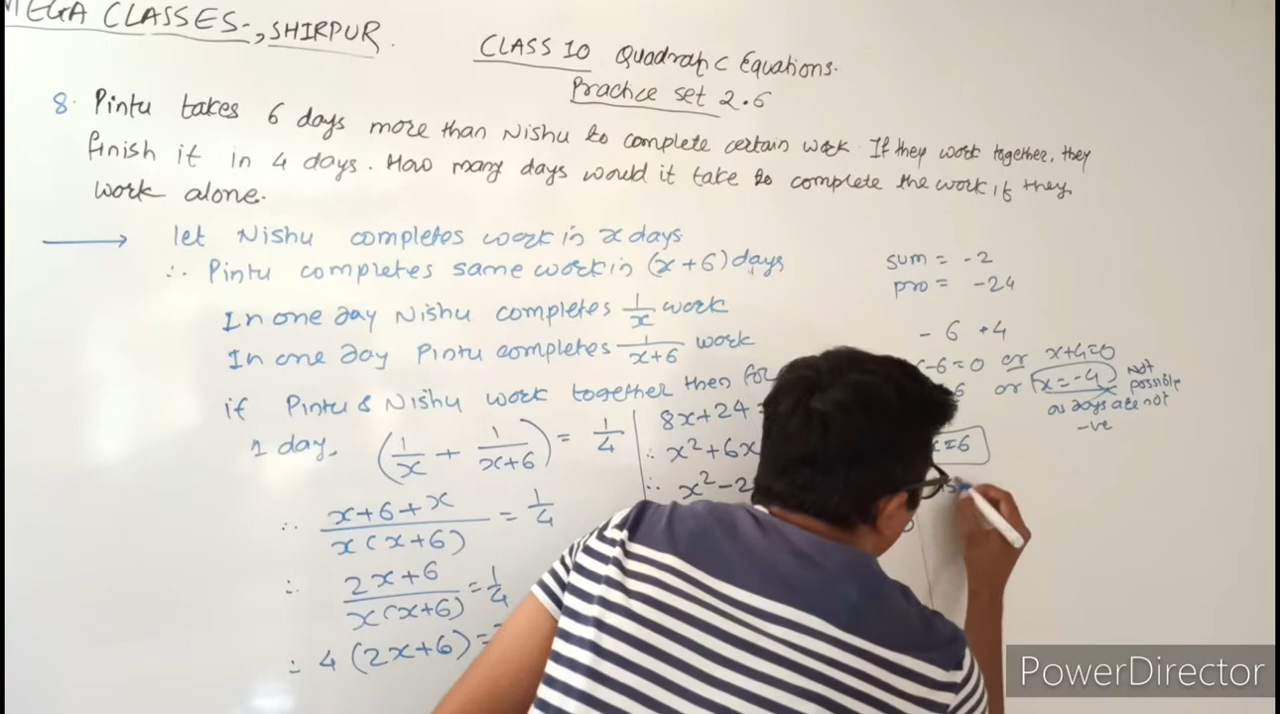 MEGA CLASSES-, SHIRPUR.
CLASS 10 Quadratic Equations.
Practice set 2.6
8. Pintu takes 6 days more than Nishu to complete certain work. If they work together, they
finish it in 4 days. How many days would it take to complete the work if they
work alone.
let Nishu completes work in x days
∴ Pintu completes same work in (x+6) days
In one day Nishu completes 1/x work
In one day Pintu completes 1/(x+6) work
if Pintu & Nishu work together then for
1 day, (1/x + 1/(x+6)) = 1/4
∴ (x+6+x)/(x(x+6)) = 1/4
∴ (2x+6)/(x(x+6)) = 1/4
∴ 4(2x+6) =
8x+24 =
∴ x²+6x
∴ x²-2
sum = -2
pro = -24
-6 +4
-6=0 or x+4=0
6 or x=-4 Not possible
as days are not
-ve
x=6
PowerDirector